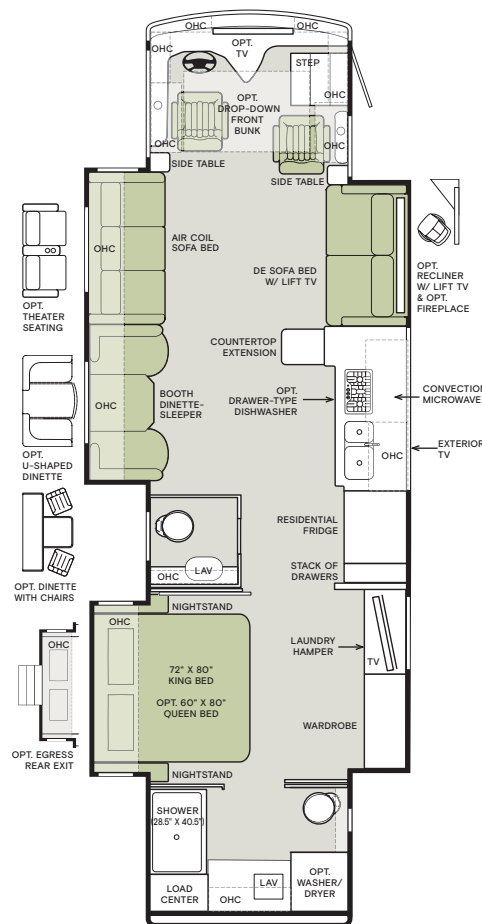 OHC
OHC
OPT.
TV
OHC
STEP
OPT.
DROP-DOWN
FRONT
BUNK
OHC
OHC
OHC
SIDE TABLE
SIDE TABLE
OHC
AIR COIL
SOFA BED
DE SOFA BED
W/ LIFT TV
OPT.
THEATER
SEATING
OPT.
RECLINER
W/ LIFT TV
& OPT.
FIREPLACE
COUNTERTOP
EXTENSION
OHC
BOOTH
DINETTE-
SLEEPER
OPT.
DRAWER-TYPE
DISHWASHER
CONVECTION
MICROWAVE
EXTERIOR
TV
OHC
OPT.
U-SHAPED
DINETTE
RESIDENTIAL
FRIDGE
STACK OF
DRAWERS
OHC
LAV
OPT. DINETTE
WITH CHAIRS
NIGHTSTAND
OHC
OHC
LAUNDRY
HAMPER
TV
72" X 80"
KING BED
OPT. 60" X 80"
QUEEN BED
WARDROBE
OPT. EGRESS
REAR EXIT
NIGHTSTAND
SHOWER
(28.5" X 40.5")
LOAD
CENTER
OHC
LAV
OPT.
WASHER/
DRYER